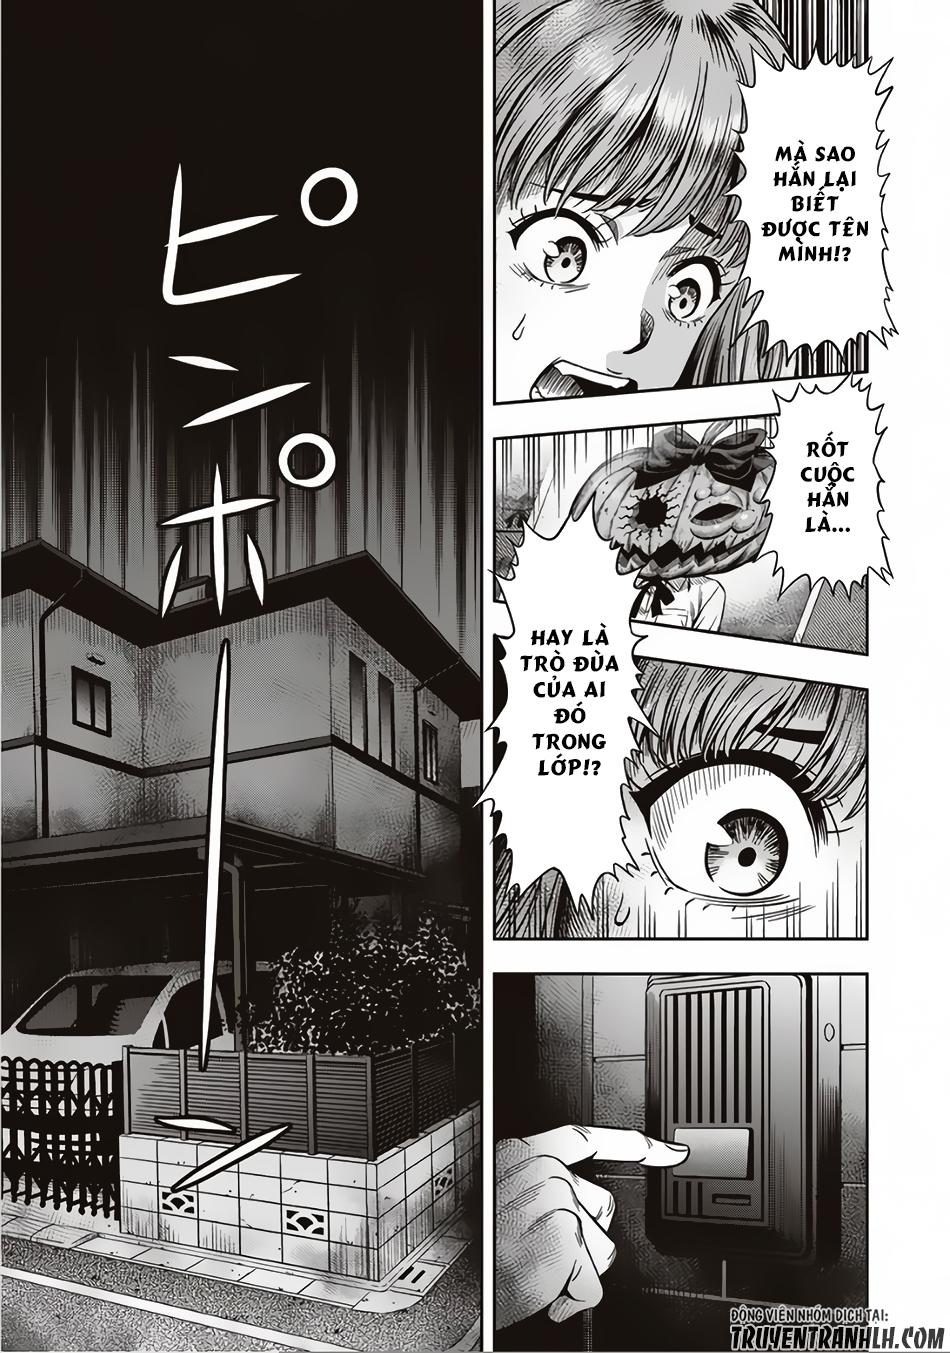 MÀ SAO
HẮN LẠI
BIẾT
ĐƯỢC TÊN
MÌNH!?
RỐT
CUỘC
HẮN
LÀ...
HAY LÀ
TRÒ ĐÙA
CỦA AI
ĐÓ
TRONG
LỚP!?
ピンポーン
ĐỘNG VIÊN NHÓM DỊCH TẠI:
TRUYENTRANHLH.COM